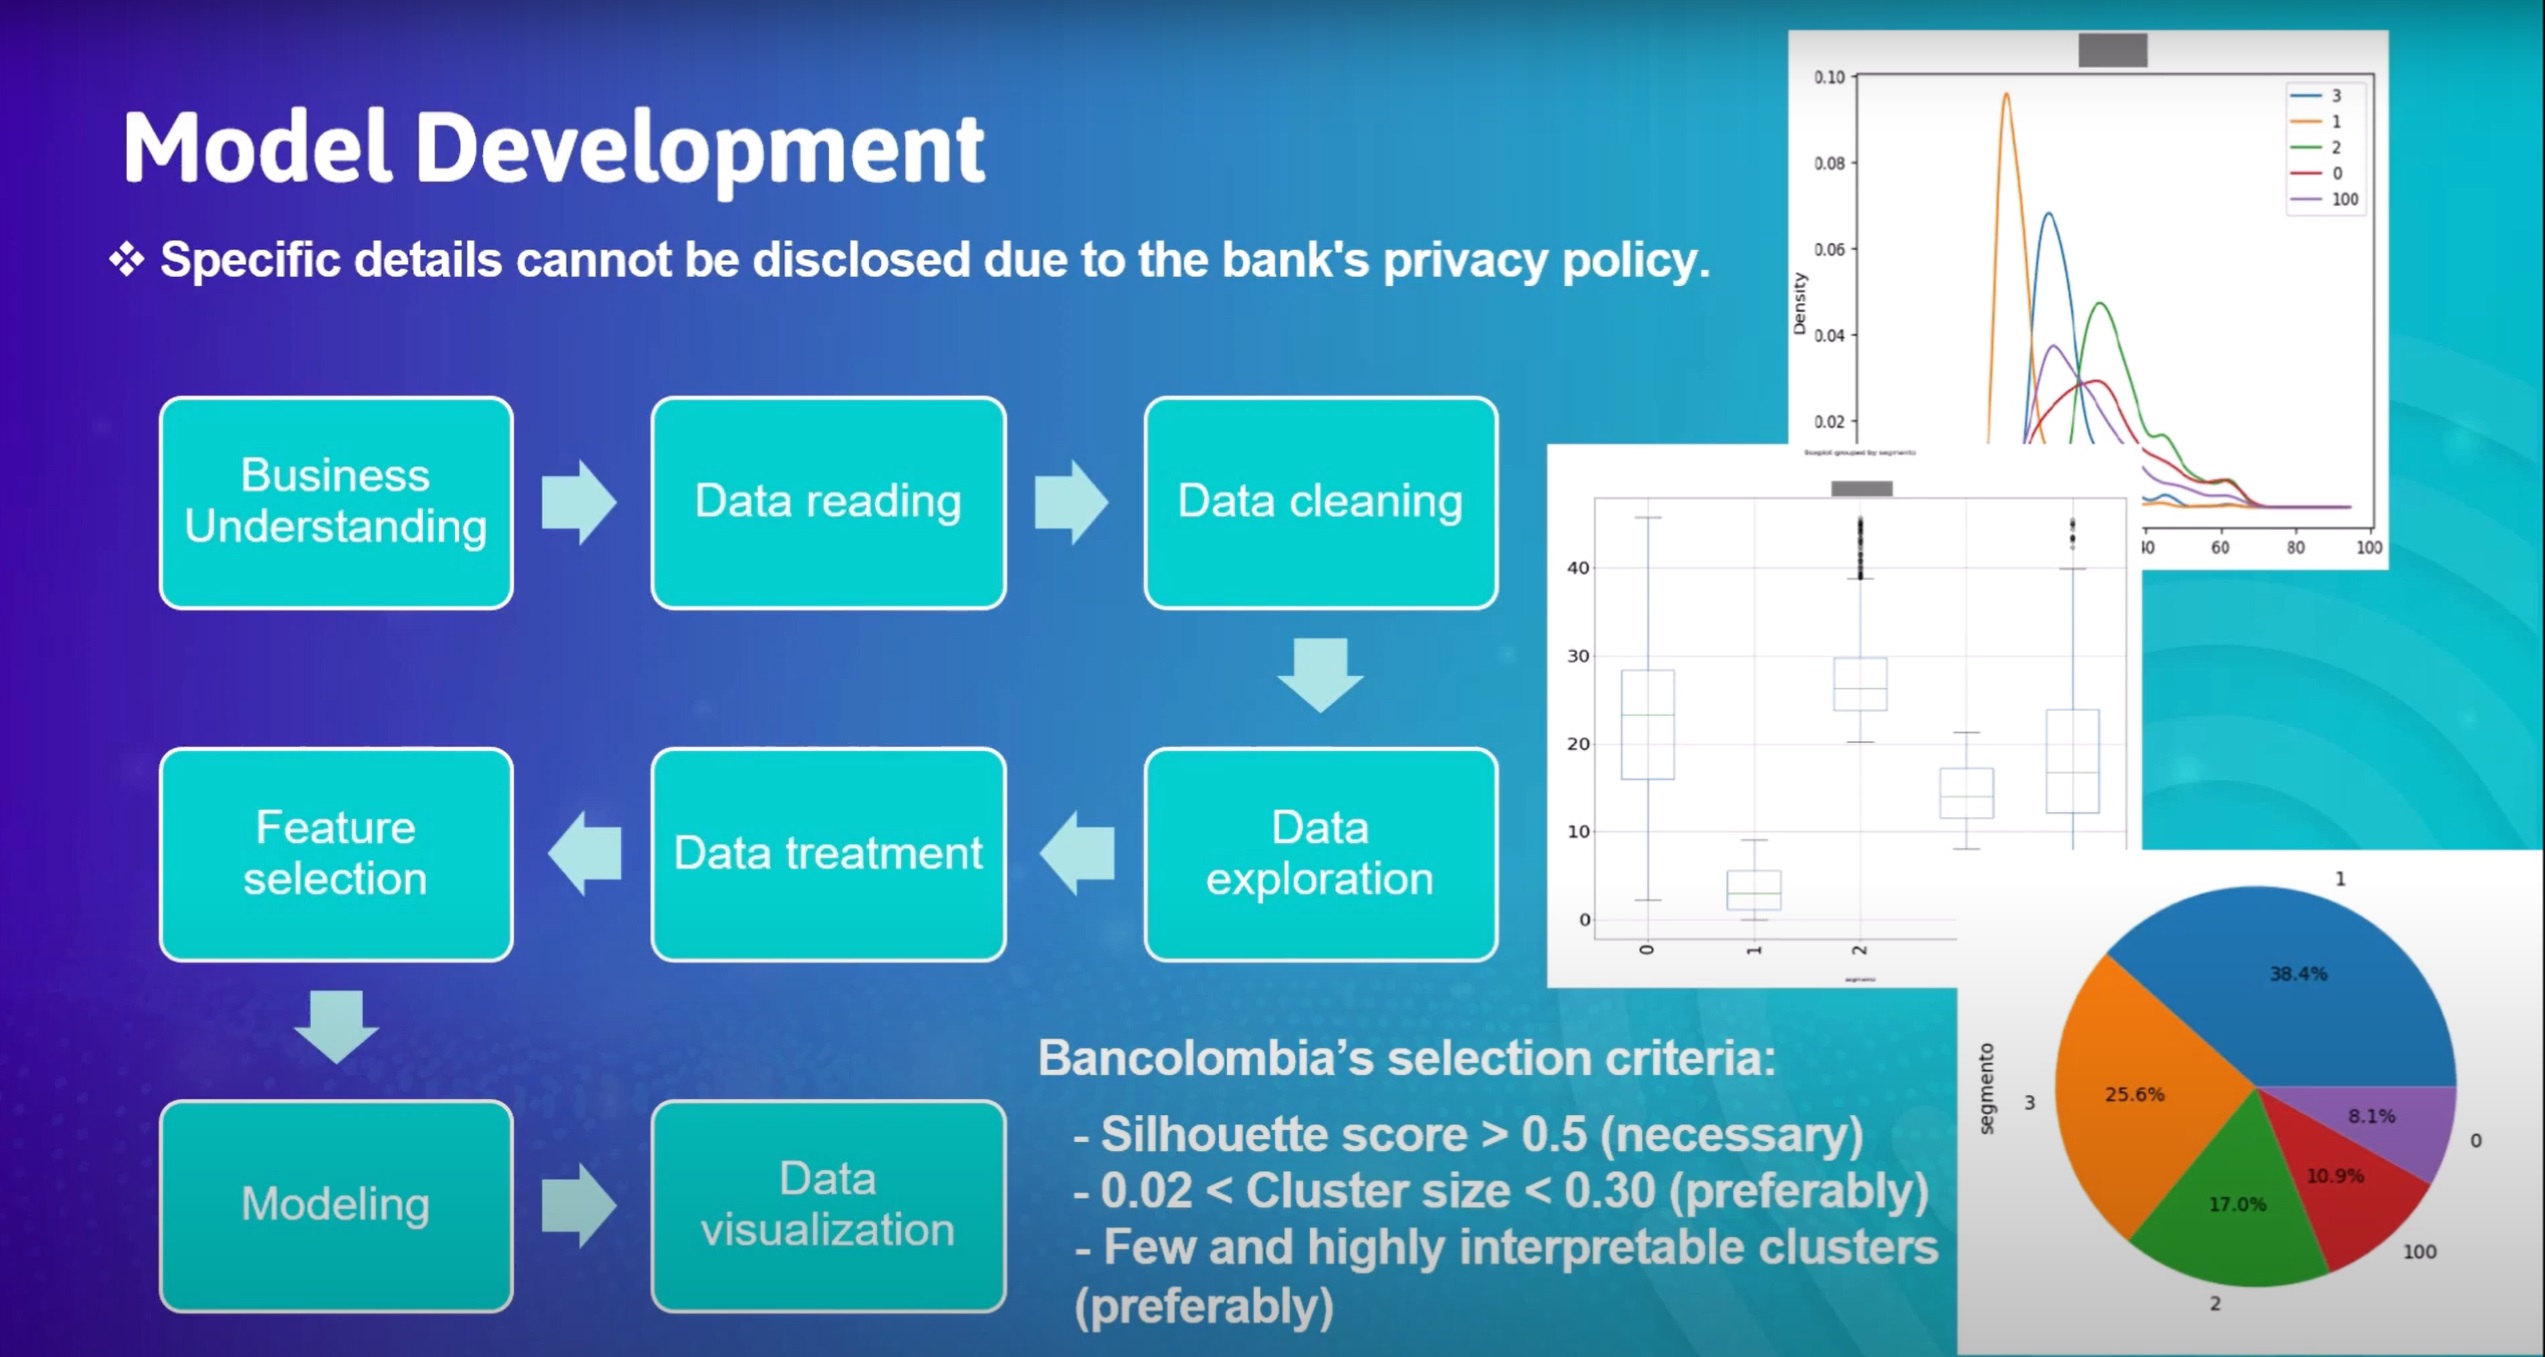 Model Development
❖ Specific details cannot be disclosed due to the bank's privacy policy.
Business
Understanding
Data reading
Data cleaning
Data
exploration
Data treatment
Feature
selection
Modeling
Data
visualization
Bancolombia’s selection criteria:
- Silhouette score > 0.5 (necessary)
- 0.02 < Cluster size < 0.30 (preferably)
- Few and highly interpretable clusters
(preferably)
0.10
0.08
0.06
0.04
0.02
Density
3
1
2
0
100
60
80
100
Boxplot grouped by segmento
40
30
20
10
0
0
1
2
segmento
segmento
1
38.4%
3
25.6%
2
17.0%
100
10.9%
0
8.1%